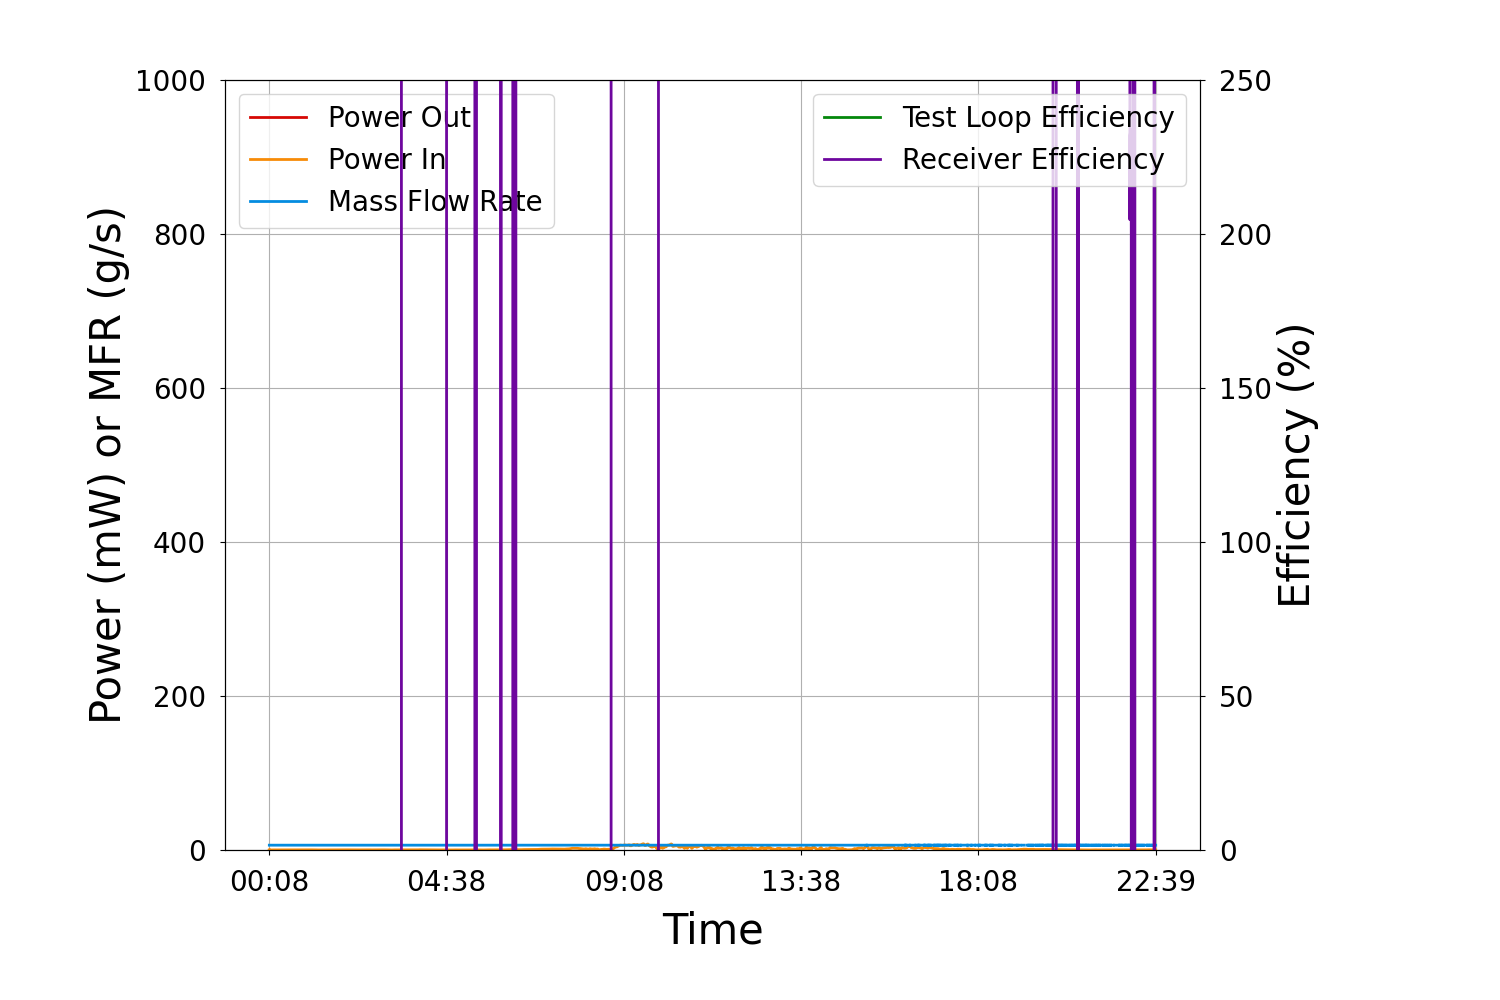 1000
800
600
400
200
0
Power (mW) or MFR (g/s)
Power Out
Power In
Mass Flow Rate
Test Loop Efficiency
Receiver Efficiency
250
200
150
100
50
0
Efficiency (%)
00:08
04:38
09:08
13:38
18:08
22:39
Time